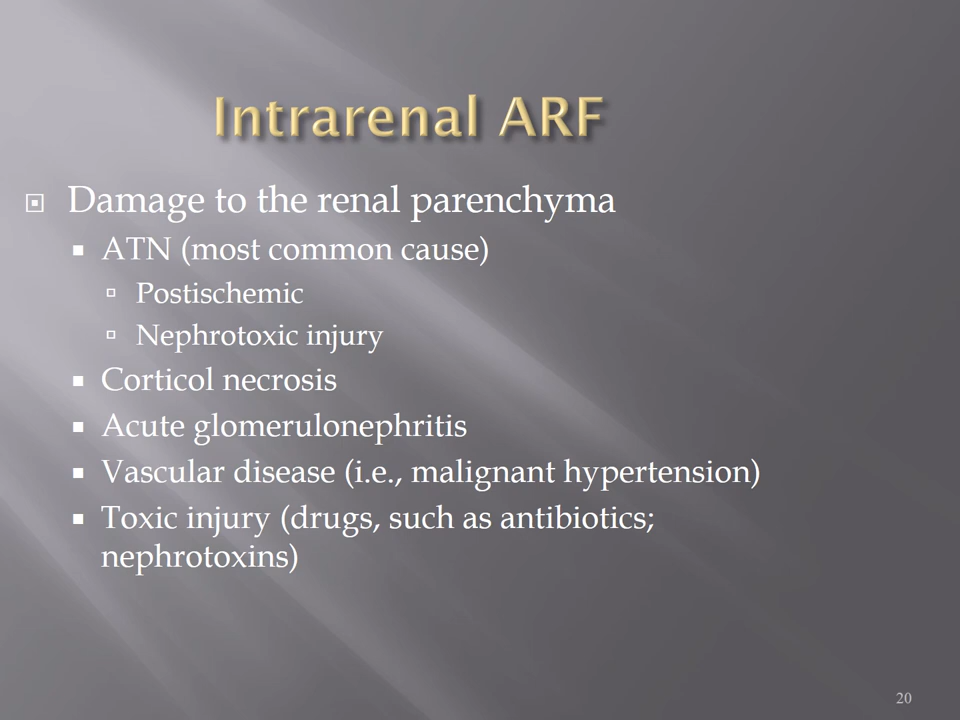 Intrarenal ARF
Damage to the renal parenchyma
ATN (most common cause)
Postischemic
Nephrotoxic injury
Corticol necrosis
Acute glomerulonephritis
Vascular disease (i.e., malignant hypertension)
Toxic injury (drugs, such as antibiotics;
nephrotoxins)
20